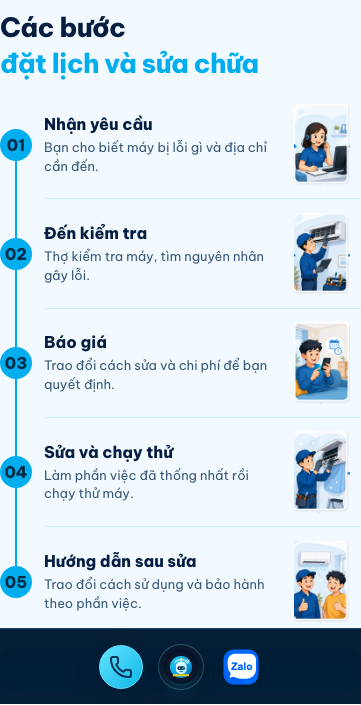 Các bước
đặt lịch và sửa chữa
01
Nhận yêu cầu
Bạn cho biết máy bị lỗi gì và địa chỉ
cần đến.
02
Đến kiểm tra
Thợ kiểm tra máy, tìm nguyên nhân
gây lỗi.
03
Báo giá
Trao đổi cách sửa và chi phí để bạn
quyết định.
04
Sửa và chạy thử
Làm phần việc đã thống nhất rồi
chạy thử máy.
05
Hướng dẫn sau sửa
Trao đổi cách sử dụng và bảo hành
theo phần việc.
Zalo